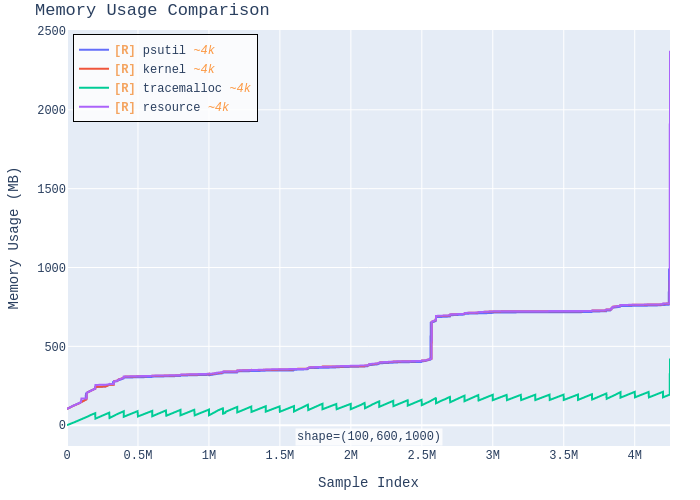 Memory Usage Comparison
Memory Usage (MB)
2500
2000
1500
1000
500
0
[R] psutil ~4k
[R] kernel ~4k
[R] tracemalloc ~4k
[R] resource ~4k
shape=(100,600,1000)
0 0.5M 1M 1.5M 2M 2.5M 3M 3.5M 4M
Sample Index